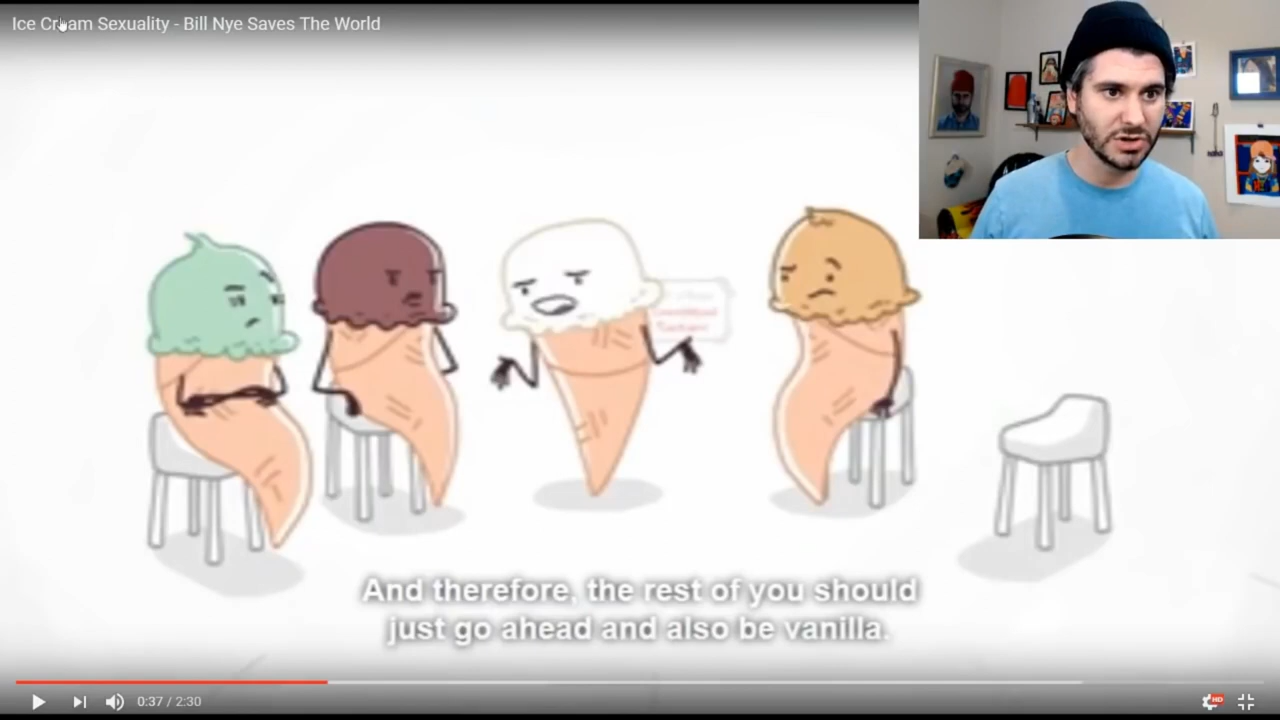 Ice Cream Sexuality - Bill Nye Saves The World
And therefore, the rest of you should
just go ahead and also be vanilla.
0:37 / 2:30
HD